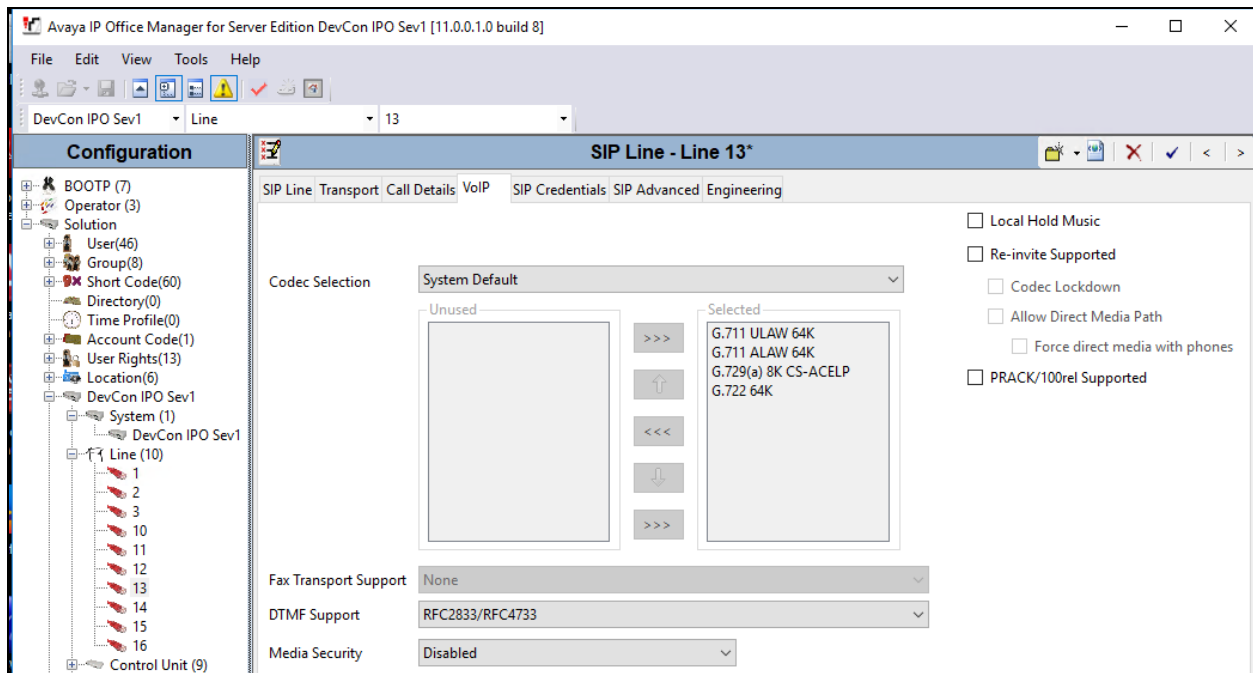 Avaya IP Office Manager for Server Edition DevCon IPO Sev1 [11.0.0.1.0 build 8]
File Edit View Tools Help
DevCon IPO Sev1 Line 13
Configuration
SIP Line - Line 13*
BOOTP (7)
Operator (3)
Solution
User(46)
Group(8)
Short Code(60)
Directory(0)
Time Profile(0)
Account Code(1)
User Rights(13)
Location(6)
DevCon IPO Sev1
System (1)
DevCon IPO Sev1
Line (10)
1
2
3
10
11
12
13
14
15
16
Control Unit (9)
SIP Line Transport Call Details VoIP SIP Credentials SIP Advanced Engineering
Codec Selection System Default
Unused
>>>
<<<
>>>
Selected
G.711 ULAW 64K
G.711 ALAW 64K
G.729(a) 8K CS-ACELP
G.722 64K
Fax Transport Support None
DTMF Support RFC2833/RFC4733
Media Security Disabled
Local Hold Music
Re-invite Supported
Codec Lockdown
Allow Direct Media Path
Force direct media with phones
PRACK/100rel Supported